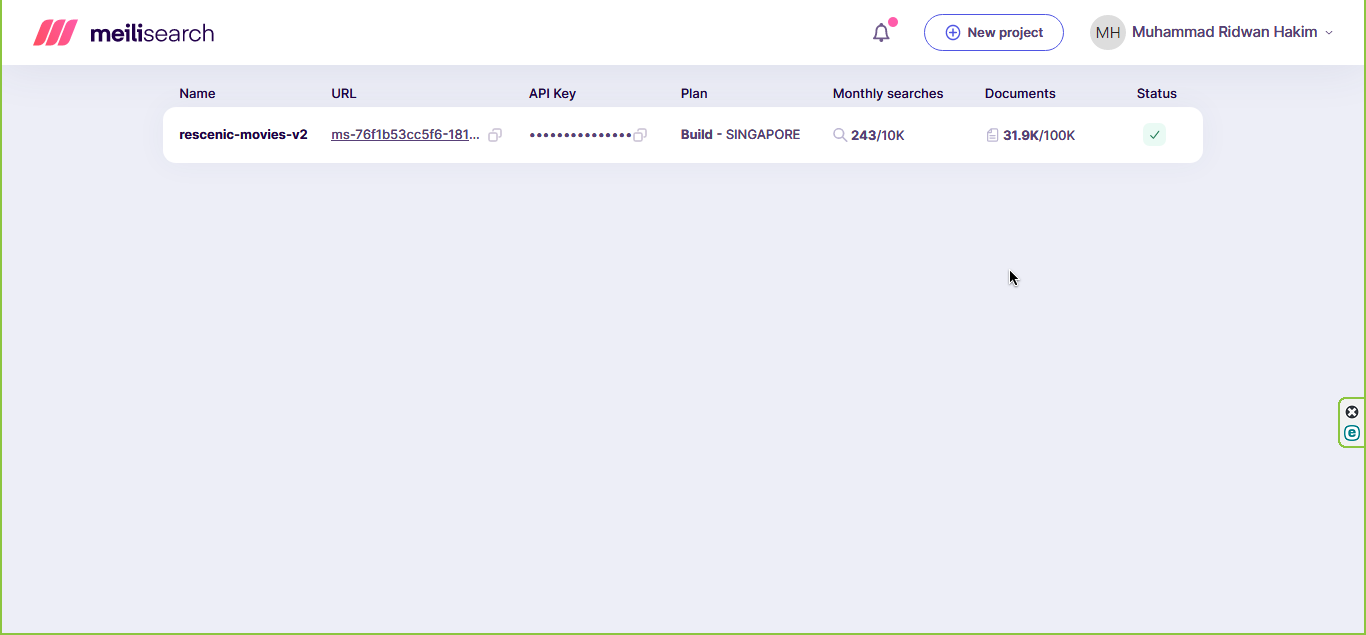 meilisearch
New project
MH
Muhammad Ridwan Hakim
Name URL API Key Plan Monthly searches Documents Status
rescenic-movies-v2 ms-76f1b53cc5f6-181... ••••••••••••••• Build - SINGAPORE 243/10K 31.9K/100K
e